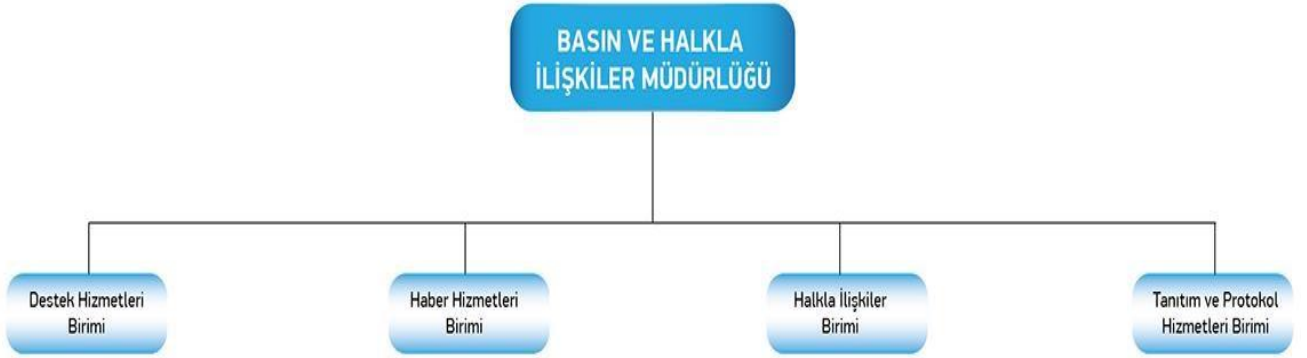 BASIN VE HALKLA
İLİŞKİLER MÜDÜRLÜĞÜ
Destek Hizmetleri
Birimi
Haber Hizmetleri
Birimi
Halkla İlişkiler
Birimi
Tanıtım ve Protokol
Hizmetleri Birimi